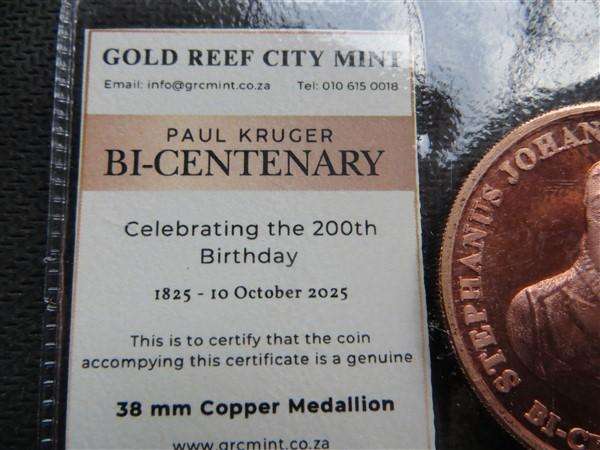 GOLD REEF CITY MINT
Email: info@grcmint.co.za Tel: 010 615 0018
PAUL KRUGER
BI-CENTENARY
Celebrating the 200th
Birthday
1825 - 10 October 2025
This is to certify that the coin
accompying this certificate is a genuine
38 mm Copper Medallion
www.grcmint.co.za
STEPHANUS JOHAN
BI-C